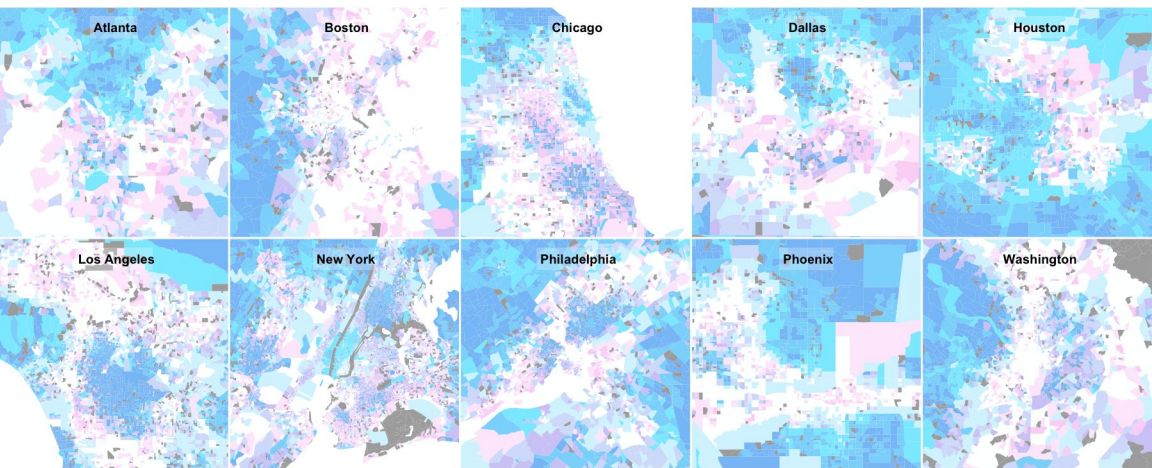 Atlanta
Boston
Chicago
Dallas
Houston
Los Angeles
New York
Philadelphia
Phoenix
Washington